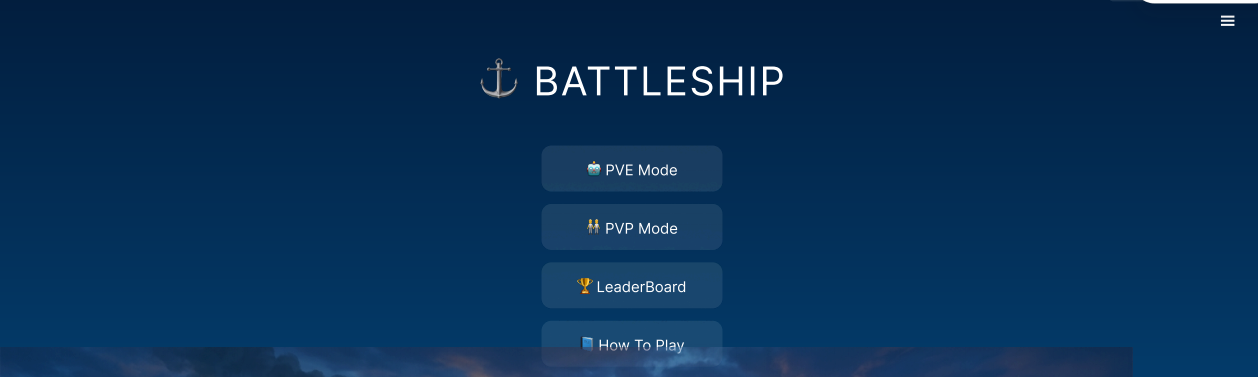 BATTLESHIP
PVE Mode
PVP Mode
LeaderBoard
How To Play